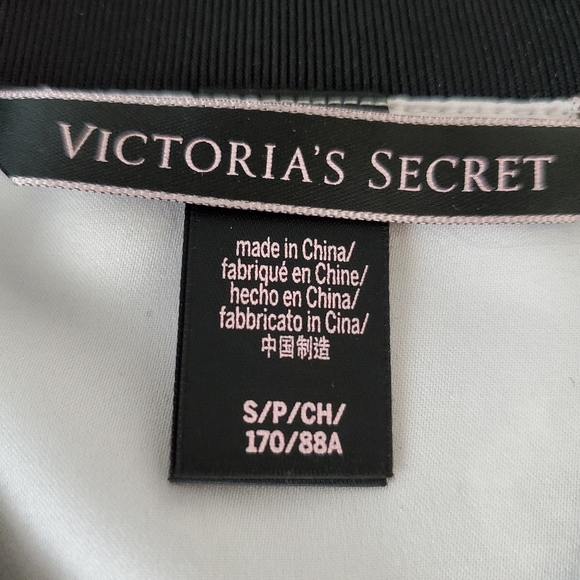 VICTORIA'S SECRET
made in China/
fabriqué en Chine/
hecho en China/
fabbricato in Cina/
中国制造
S/P/CH/
170/88A